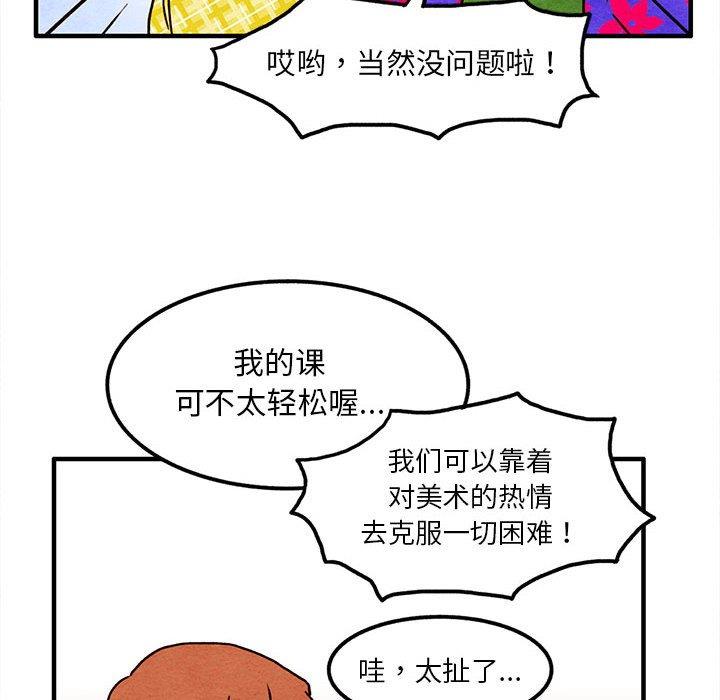 哎哟，当然没问题啦！
我的课
可不太轻松喔...
我们可以靠着
对美术的热情
去克服一切困难！
哇，太扯了...